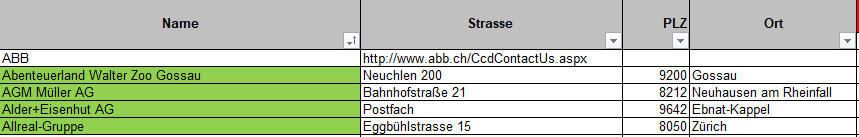 Name Strasse PLZ Ort
ABB http://www.abb.ch/CcdContactUs.aspx
Abenteuerland Walter Zoo Gossau Neuchlen 200 9200 Gossau
AGM Müller AG Bahnhofstraße 21 8212 Neuhausen am Rheinfall
Alder+Eisenhut AG Postfach 9642 Ebnat-Kappel
Allreal-Gruppe Eggbühlstrasse 15 8050 Zürich